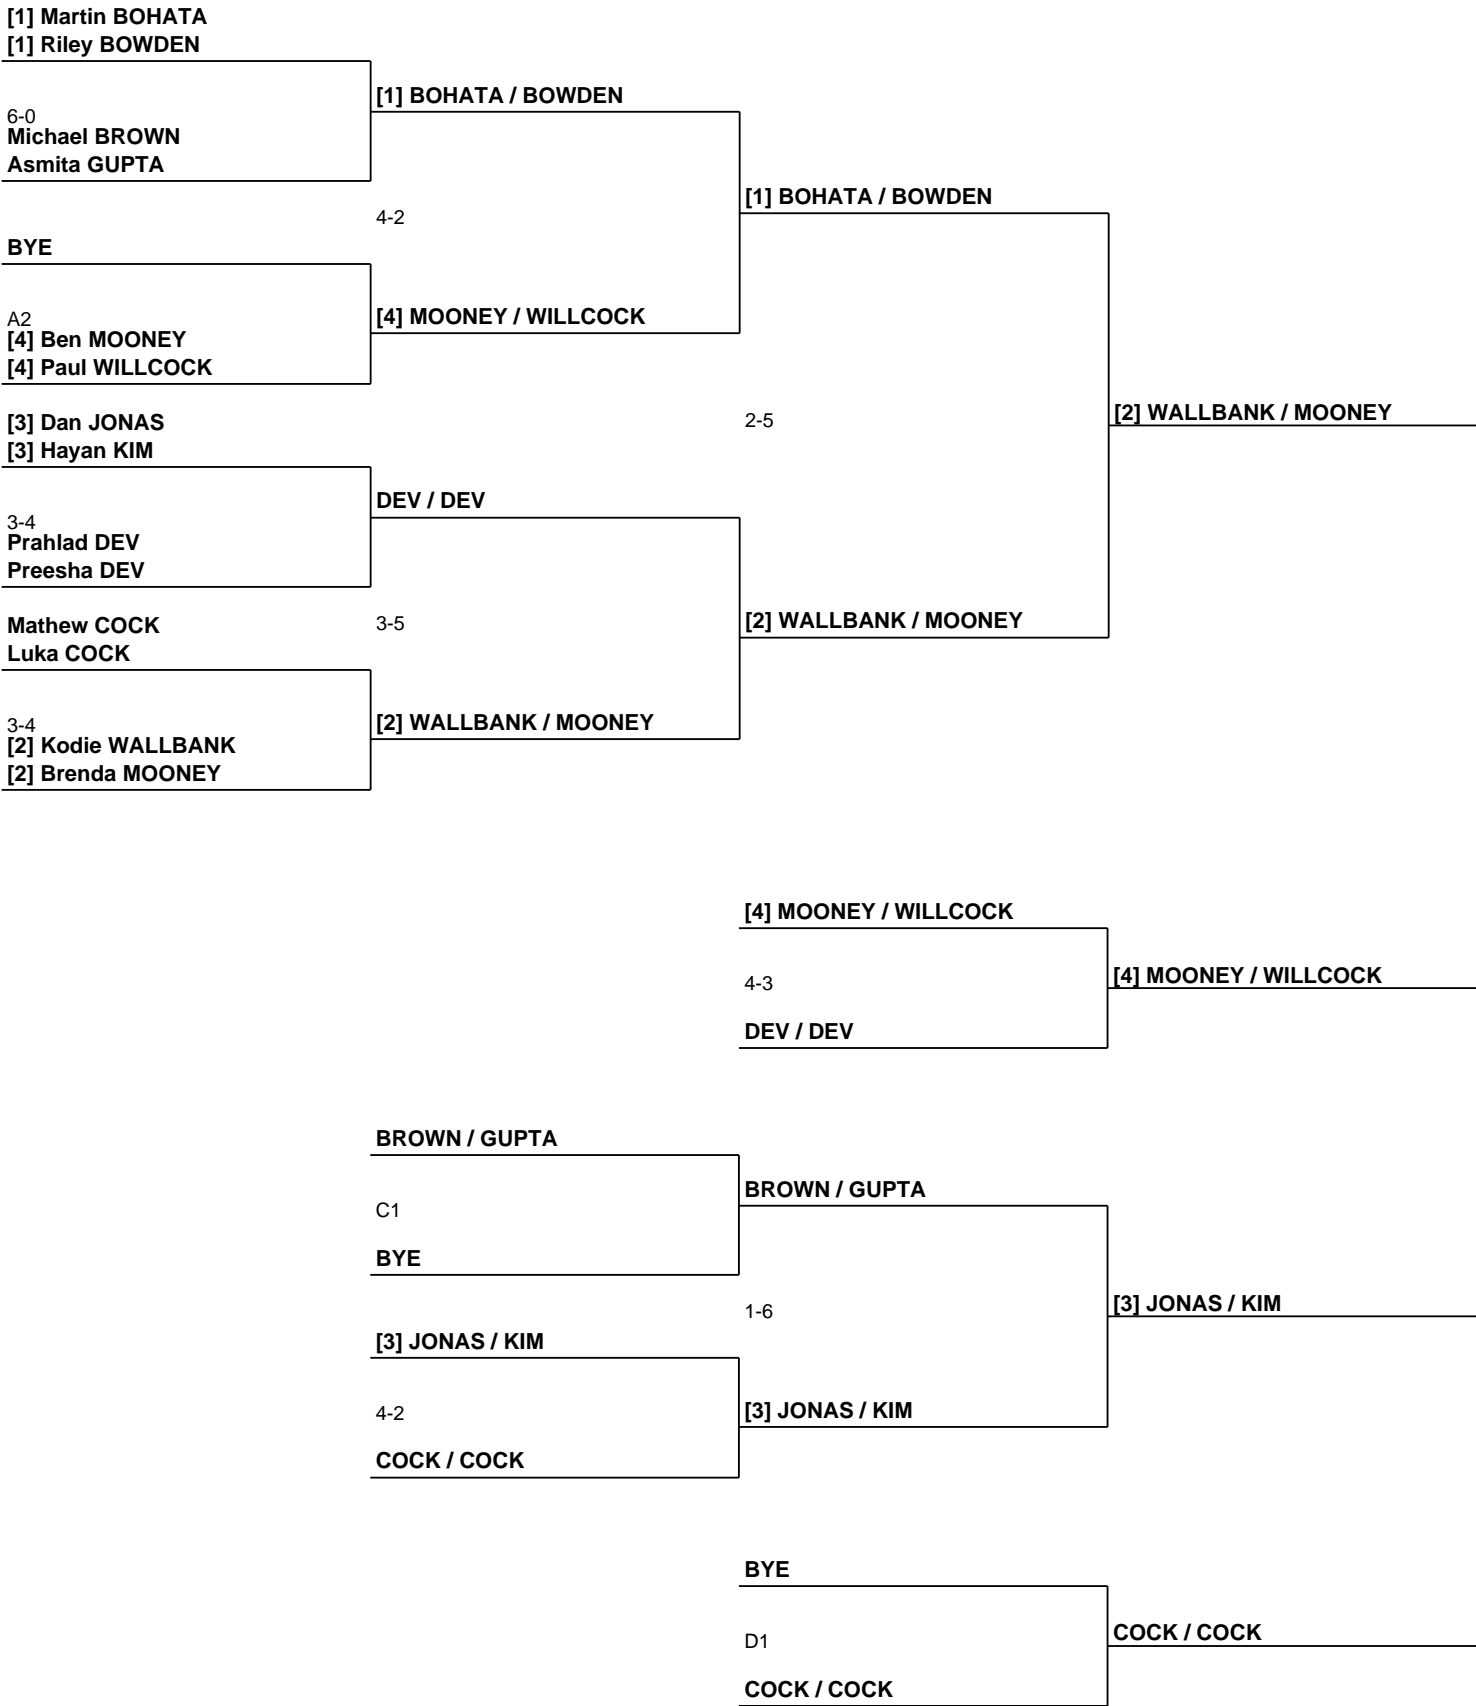 [1] Martin BOHATA
[1] Riley BOWDEN
[1] BOHATA / BOWDEN
6-0
Michael BROWN
Asmita GUPTA
[1] BOHATA / BOWDEN
4-2
BYE
[4] MOONEY / WILLCOCK
A2
[4] Ben MOONEY
[4] Paul WILLCOCK
[2] WALLBANK / MOONEY
2-5
[3] Dan JONAS
[3] Hayan KIM
DEV / DEV
3-4
Prahlad DEV
Preesha DEV
[2] WALLBANK / MOONEY
3-5
Mathew COCK
Luka COCK
[2] WALLBANK / MOONEY
3-4
[2] Kodie WALLBANK
[2] Brenda MOONEY
[4] MOONEY / WILLCOCK
[4] MOONEY / WILLCOCK
4-3
DEV / DEV
BROWN / GUPTA
BROWN / GUPTA
C1
BYE
[3] JONAS / KIM
1-6
[3] JONAS / KIM
4-2
[3] JONAS / KIM
COCK / COCK
BYE
COCK / COCK
D1
COCK / COCK